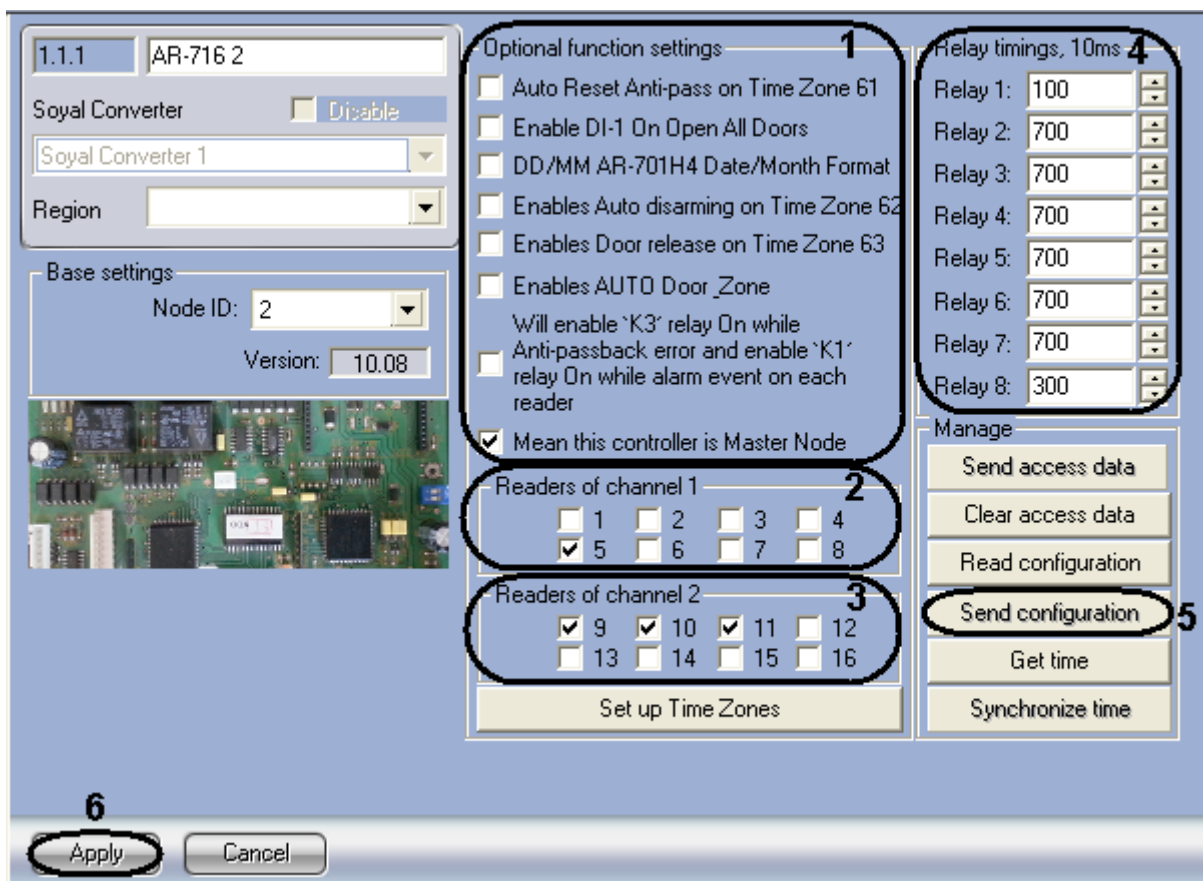 1.1.1 AR-716 2
Soyal Converter Disable
Soyal Converter 1
Region
Base settings
Node ID: 2
Version: 10.08
Optional function settings 1
Auto Reset Anti-pass on Time Zone 61
Enable DI-1 On Open All Doors
DD/MM AR-701H4 Date/Month Format
Enables Auto disarming on Time Zone 62
Enables Door release on Time Zone 63
Enables AUTO Door_Zone
Will enable `K3´ relay On while
Anti-passback error and enable `K1´
relay On while alarm event on each
reader
Mean this controller is Master Node
Readers of channel 1 2
1 2 3 4
5 6 7 8
Readers of channel 2 3
9 10 11 12
13 14 15 16
Set up Time Zones
Relay timings, 10ms 4
Relay 1: 100
Relay 2: 700
Relay 3: 700
Relay 4: 700
Relay 5: 700
Relay 6: 700
Relay 7: 700
Relay 8: 300
Manage
Send access data
Clear access data
Read configuration
Send configuration 5
Get time
Synchronize time
6
Apply Cancel